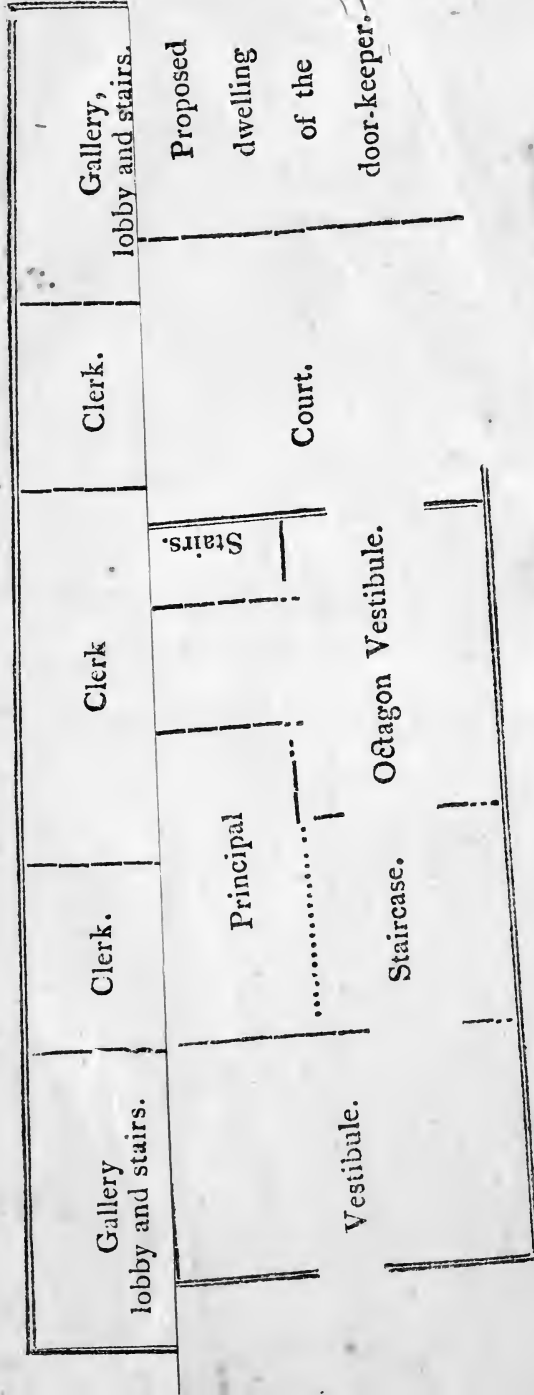 Gallery
lobby and stairs.
Clerk.
Clerk
Clerk.
Gallery,
lobby and stairs.
Vestibule.
Principal
Staircase.
Stairs.
Octagon Vestibule.
Court.
Proposed
dwelling
of the
door-keeper.